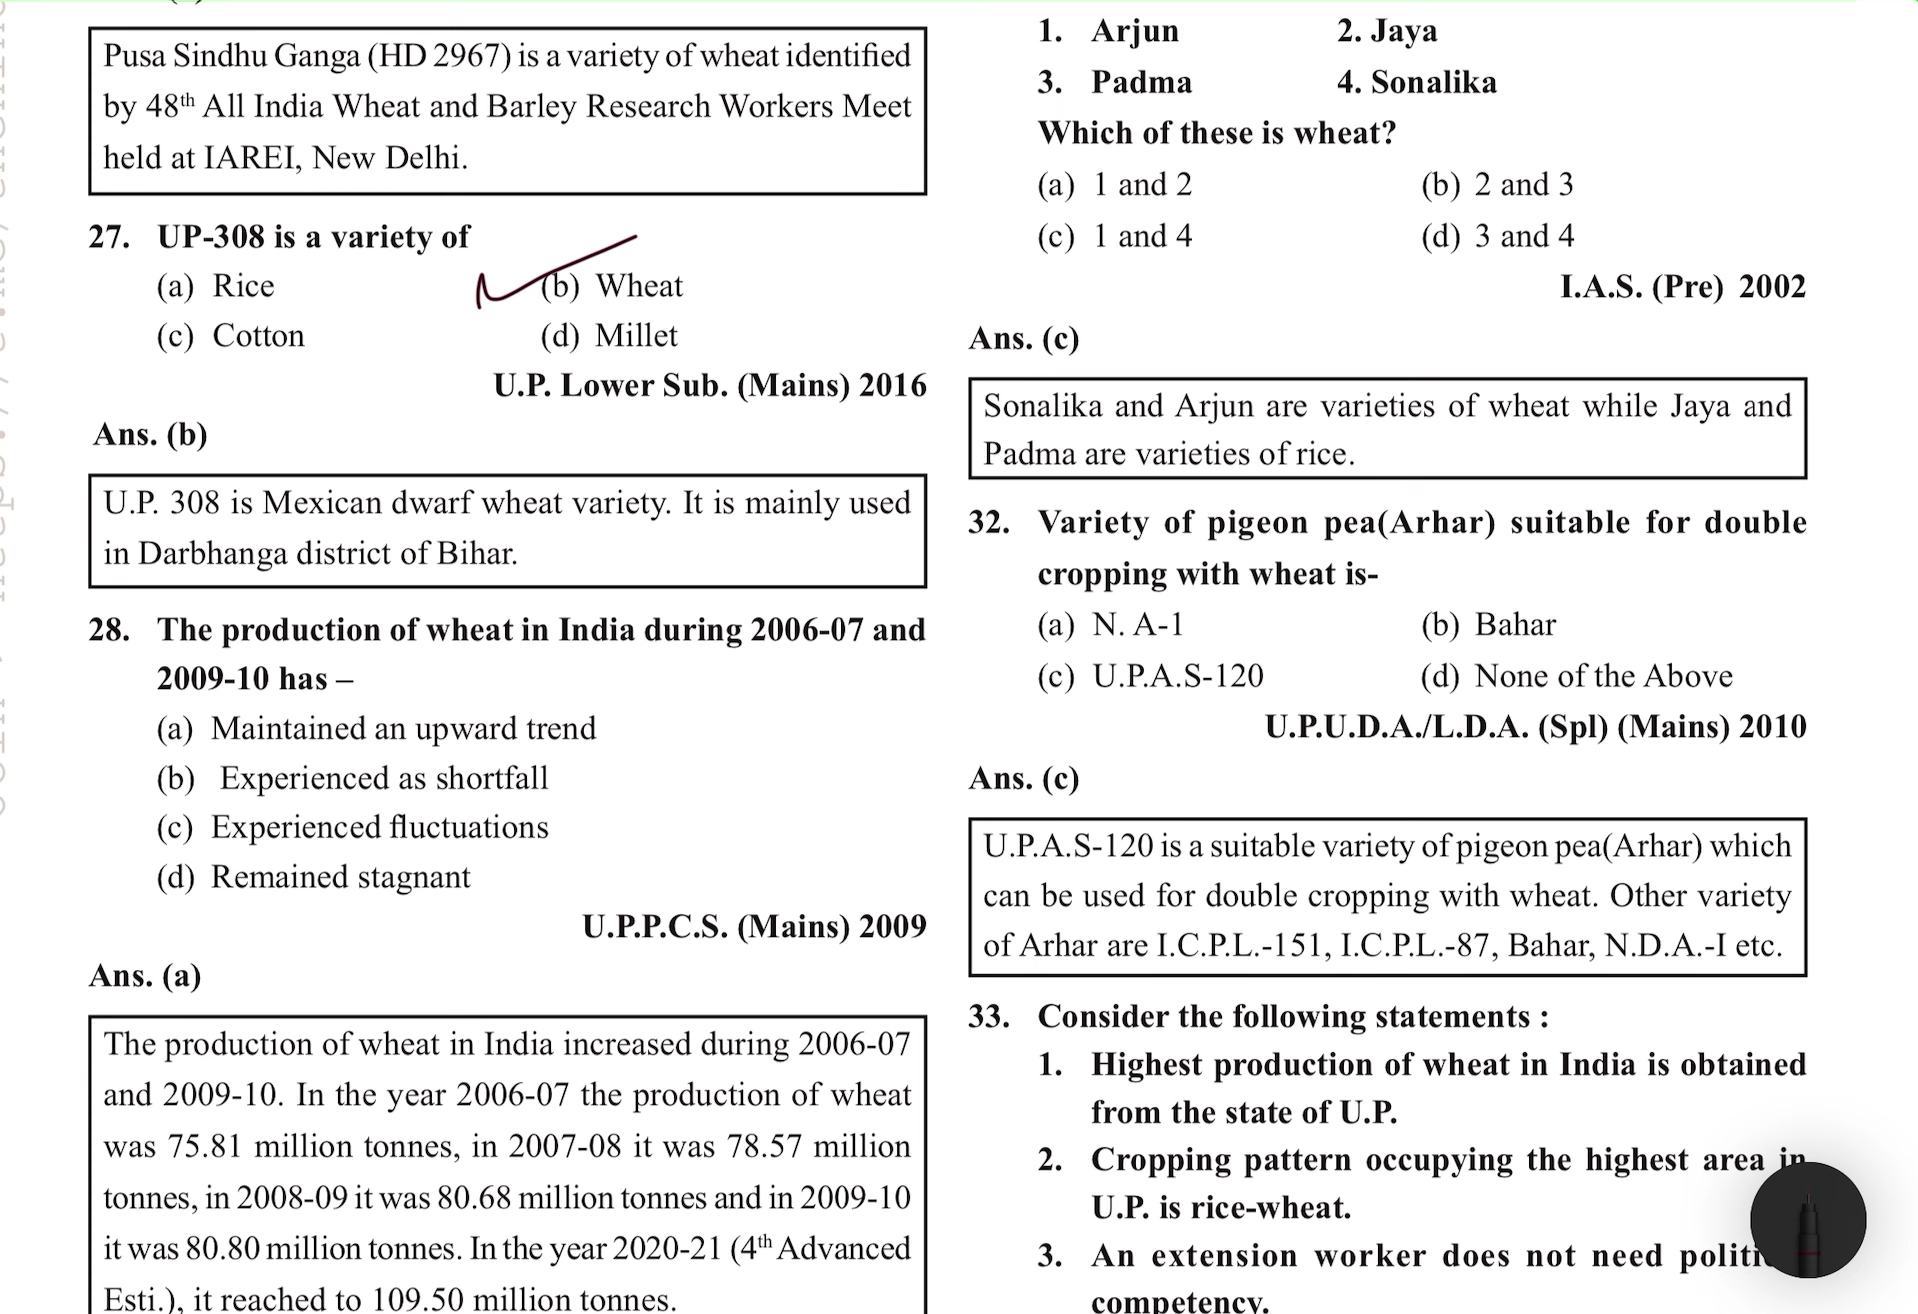 Pusa Sindhu Ganga (HD 2967) is a variety of wheat identified
by 48th All India Wheat and Barley Research Workers Meet
held at IAREI, New Delhi.
27. UP-308 is a variety of
(a) Rice (b) Wheat
(c) Cotton (d) Millet
U.P. Lower Sub. (Mains) 2016
Ans. (b)
U.P. 308 is Mexican dwarf wheat variety. It is mainly used
in Darbhanga district of Bihar.
28. The production of wheat in India during 2006-07 and
2009-10 has –
(a) Maintained an upward trend
(b) Experienced as shortfall
(c) Experienced fluctuations
(d) Remained stagnant
U.P.P.C.S. (Mains) 2009
Ans. (a)
The production of wheat in India increased during 2006-07
and 2009-10. In the year 2006-07 the production of wheat
was 75.81 million tonnes, in 2007-08 it was 78.57 million
tonnes, in 2008-09 it was 80.68 million tonnes and in 2009-10
it was 80.80 million tonnes. In the year 2020-21 (4th Advanced
Esti.), it reached to 109.50 million tonnes.
1. Arjun 2. Jaya
3. Padma 4. Sonalika
Which of these is wheat?
(a) 1 and 2 (b) 2 and 3
(c) 1 and 4 (d) 3 and 4
I.A.S. (Pre) 2002
Ans. (c)
Sonalika and Arjun are varieties of wheat while Jaya and
Padma are varieties of rice.
32. Variety of pigeon pea(Arhar) suitable for double
cropping with wheat is-
(a) N. A-1 (b) Bahar
(c) U.P.A.S-120 (d) None of the Above
U.P.U.D.A./L.D.A. (Spl) (Mains) 2010
Ans. (c)
U.P.A.S-120 is a suitable variety of pigeon pea(Arhar) which
can be used for double cropping with wheat. Other variety
of Arhar are I.C.P.L.-151, I.C.P.L.-87, Bahar, N.D.A.-I etc.
33. Consider the following statements :
1. Highest production of wheat in India is obtained
from the state of U.P.
2. Cropping pattern occupying the highest area in
U.P. is rice-wheat.
3. An extension worker does not need politi
competency.